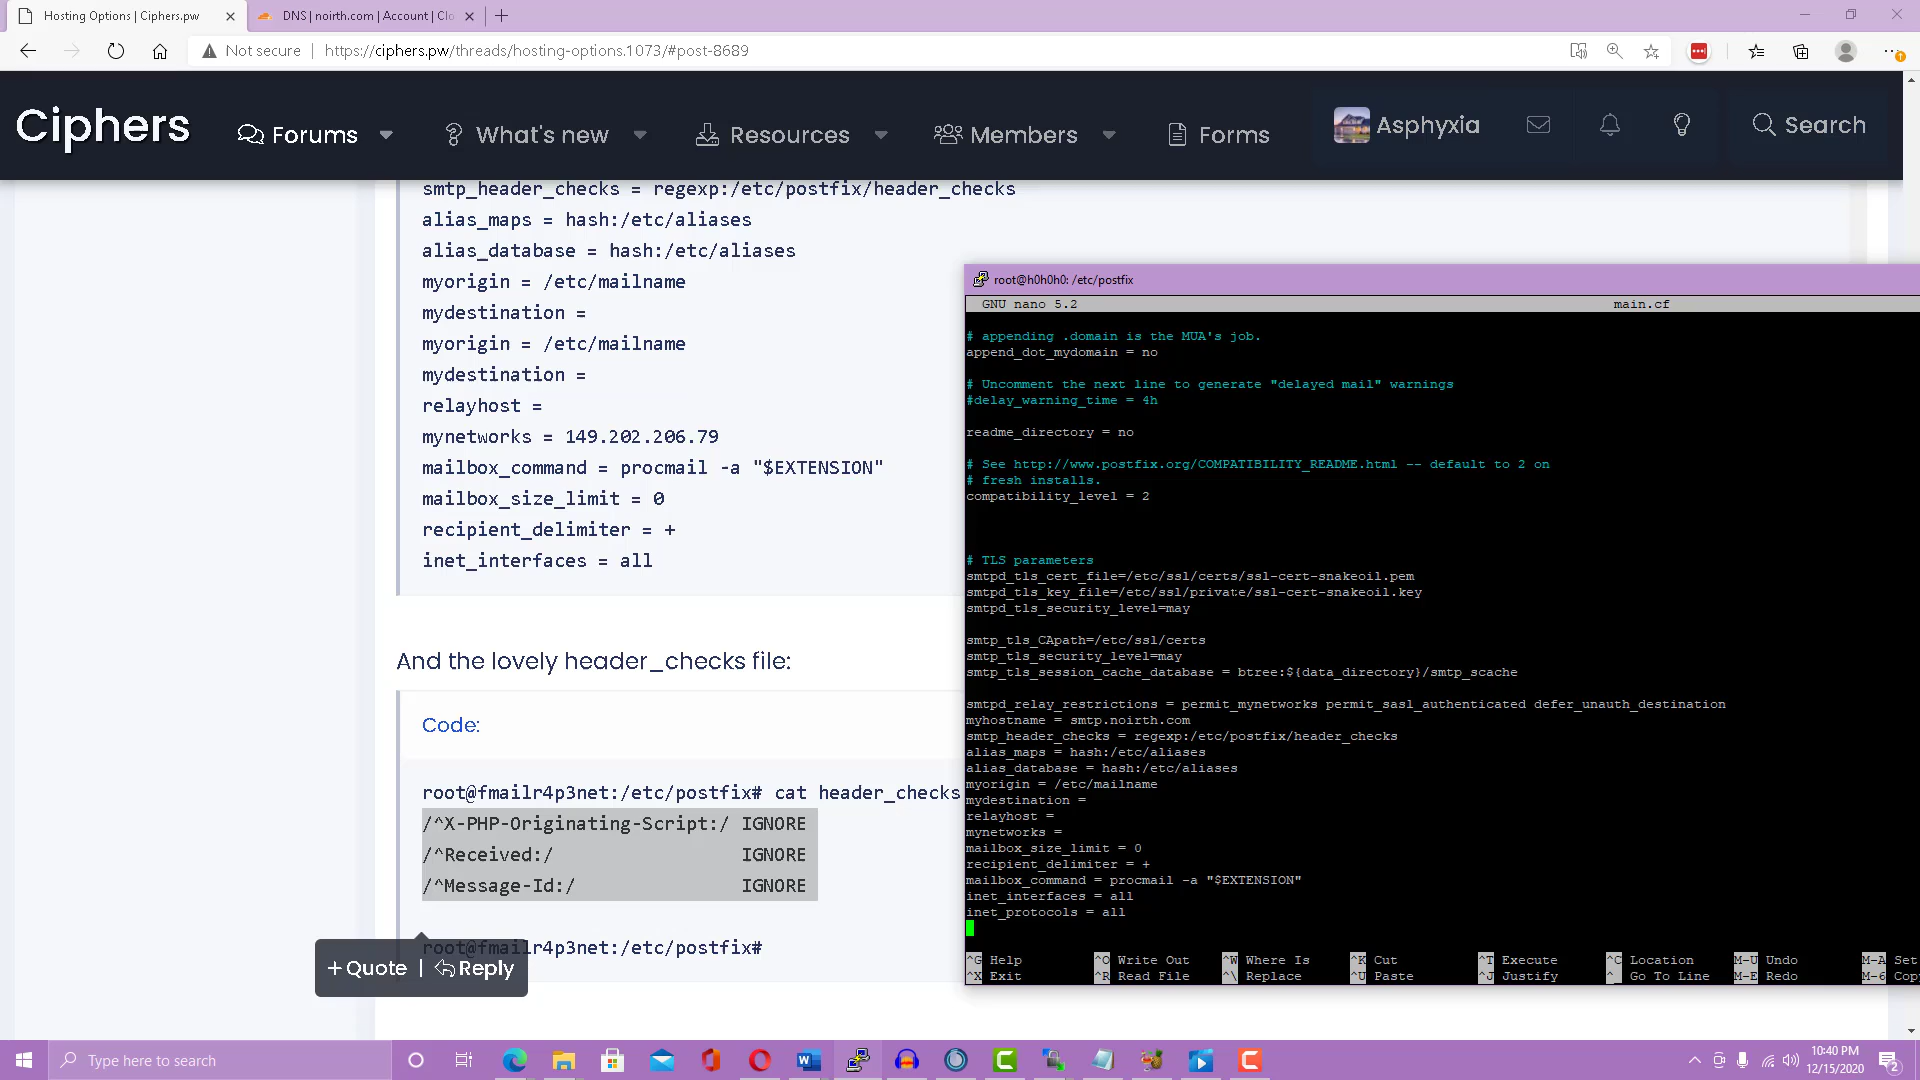 Hosting Options | Ciphers.pw
DNS | noirth.com | Account | Clo
Not secure
https://ciphers.pw/threads/hosting-options.1073/#post-8689
Ciphers
Forums
What's new
Resources
Members
Forms
Asphyxia
Search
smtp_header_checks = regexp:/etc/postfix/header_checks
alias_maps = hash:/etc/aliases
alias_database = hash:/etc/aliases
myorigin = /etc/mailname
mydestination =
myorigin = /etc/mailname
mydestination =
relayhost =
mynetworks = 149.202.206.79
mailbox_command = procmail -a "$EXTENSION"
mailbox_size_limit = 0
recipient_delimiter = +
inet_interfaces = all
And the lovely header_checks file:
Code:
root@fmailr4p3net:/etc/postfix# cat header_checks
/^X-PHP-Originating-Script:/ IGNORE
/^Received:/ IGNORE
/^Message-Id:/ IGNORE
root@fmailr4p3net:/etc/postfix#
+Quote | Reply
root@h0h0h0: /etc/postfix
GNU nano 5.2 main.cf
# appending .domain is the MUA's job.
append_dot_mydomain = no
# Uncomment the next line to generate "delayed mail" warnings
#delay_warning_time = 4h
readme_directory = no
# See http://www.postfix.org/COMPATIBILITY_README.html -- default to 2 on
# fresh installs.
compatibility_level = 2
# TLS parameters
smtpd_tls_cert_file=/etc/ssl/certs/ssl-cert-snakeoil.pem
smtpd_tls_key_file=/etc/ssl/private/ssl-cert-snakeoil.key
smtpd_tls_security_level=may
smtp_tls_CApath=/etc/ssl/certs
smtp_tls_security_level=may
smtp_tls_session_cache_database = btree:${data_directory}/smtp_scache
smtpd_relay_restrictions = permit_mynetworks permit_sasl_authenticated defer_unauth_destination
myhostname = smtp.noirth.com
smtp_header_checks = regexp:/etc/postfix/header_checks
alias_maps = hash:/etc/aliases
alias_database = hash:/etc/aliases
myorigin = /etc/mailname
mydestination =
relayhost =
mynetworks =
mailbox_size_limit = 0
recipient_delimiter = +
mailbox_command = procmail -a "$EXTENSION"
inet_interfaces = all
inet_protocols = all
^G Help ^O Write Out ^W Where Is ^K Cut ^T Execute ^C Location M-U Undo M-A Set
^X Exit ^R Read File ^\ Replace ^U Paste ^J Justify ^_ Go To Line M-E Redo M-6 Cop
Type here to search
10:40 PM
12/15/2020
2